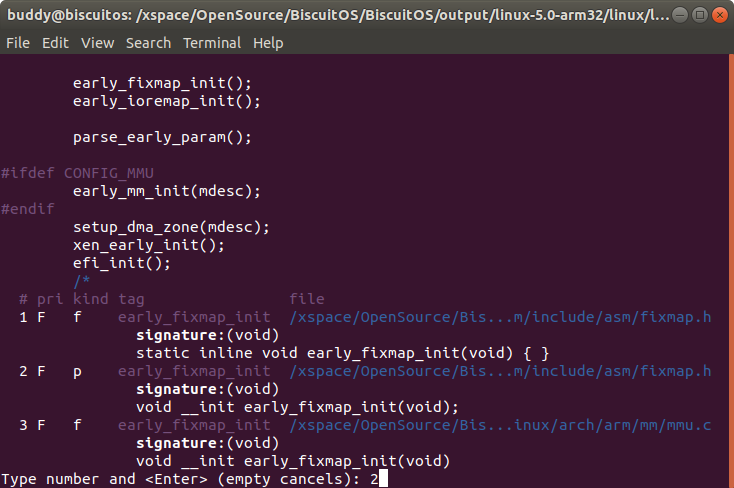 buddy@biscuitos: /xspace/OpenSource/BiscuitOS/BiscuitOS/output/linux-5.0-arm32/linux/l...
File Edit View Search Terminal Help
early_fixmap_init();
early_ioremap_init();
parse_early_param();
#ifdef CONFIG_MMU
early_mm_init(mdesc);
#endif
setup_dma_zone(mdesc);
xen_early_init();
efi_init();
/*
# pri kind tag file
1 F f early_fixmap_init /xspace/OpenSource/Bis...m/include/asm/fixmap.h
signature:(void)
static inline void early_fixmap_init(void) { }
2 F p early_fixmap_init /xspace/OpenSource/Bis...m/include/asm/fixmap.h
signature:(void)
void __init early_fixmap_init(void);
3 F f early_fixmap_init /xspace/OpenSource/Bis...inux/arch/arm/mm/mmu.c
signature:(void)
void __init early_fixmap_init(void)
Type number and <Enter> (empty cancels): 2